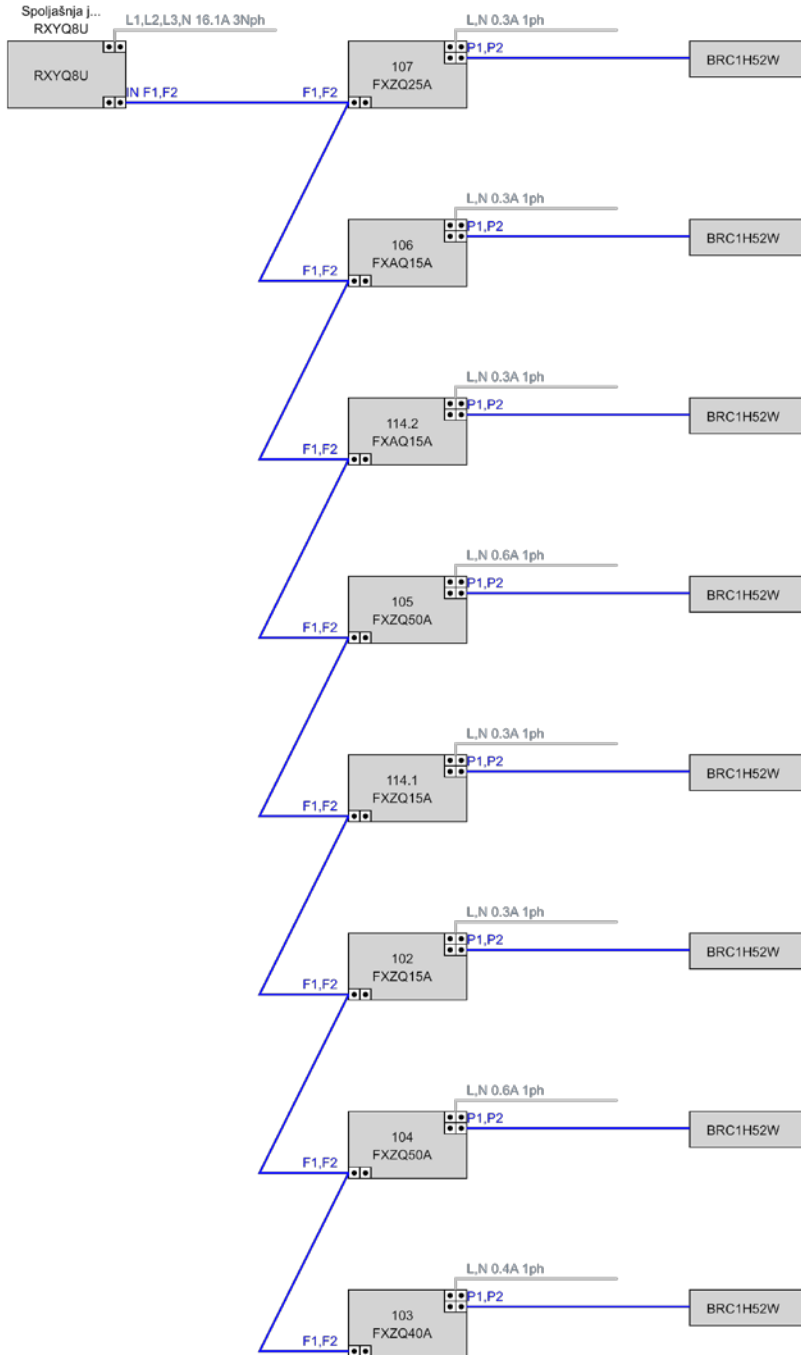 Spoljašnja j...
RXYQ8U
L1,L2,L3,N 16.1A 3Nph
RXYQ8U
IN F1,F2
F1,F2
L,N 0.3A 1ph
P1,P2
107
FXZQ25A
BRC1H52W
L,N 0.3A 1ph
P1,P2
106
FXAQ15A
F1,F2
BRC1H52W
L,N 0.3A 1ph
P1,P2
114.2
FXAQ15A
F1,F2
BRC1H52W
L,N 0.6A 1ph
P1,P2
105
FXZQ50A
F1,F2
BRC1H52W
L,N 0.3A 1ph
P1,P2
114.1
FXZQ15A
F1,F2
BRC1H52W
L,N 0.3A 1ph
P1,P2
102
FXZQ15A
F1,F2
BRC1H52W
L,N 0.6A 1ph
P1,P2
104
FXZQ50A
F1,F2
BRC1H52W
L,N 0.4A 1ph
P1,P2
103
FXZQ40A
F1,F2
BRC1H52W